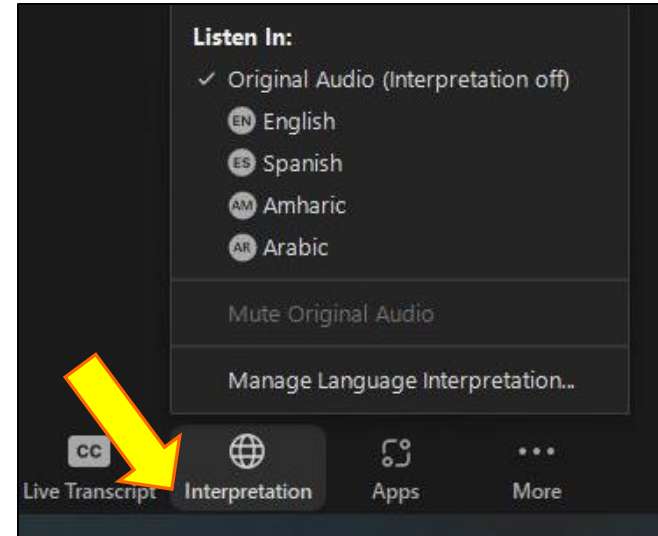 Listen In:
✓ Original Audio (Interpretation off)
EN English
ES Spanish
AM Amharic
AR Arabic
Mute Original Audio
Manage Language Interpretation...
CC
Live Transcript Interpretation Apps More